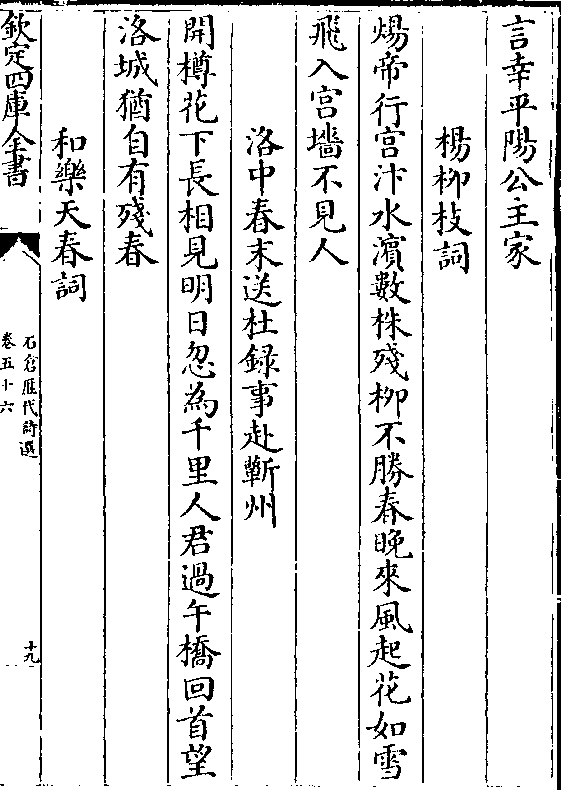 言幸平陽公主家
楊柳枝詞
煬帝行宫汴水濵數株殘柳不勝春晚來風起花如雪
飛入宫墻不見人
洛中春末送杜録事赴蘄州
開樽花下長相見明日忽為千里人君過午橋回首望
洛城猶自有殘春
和樂天春詞
欽定四庫全書
石倉歴代詩選
卷五十六
十九